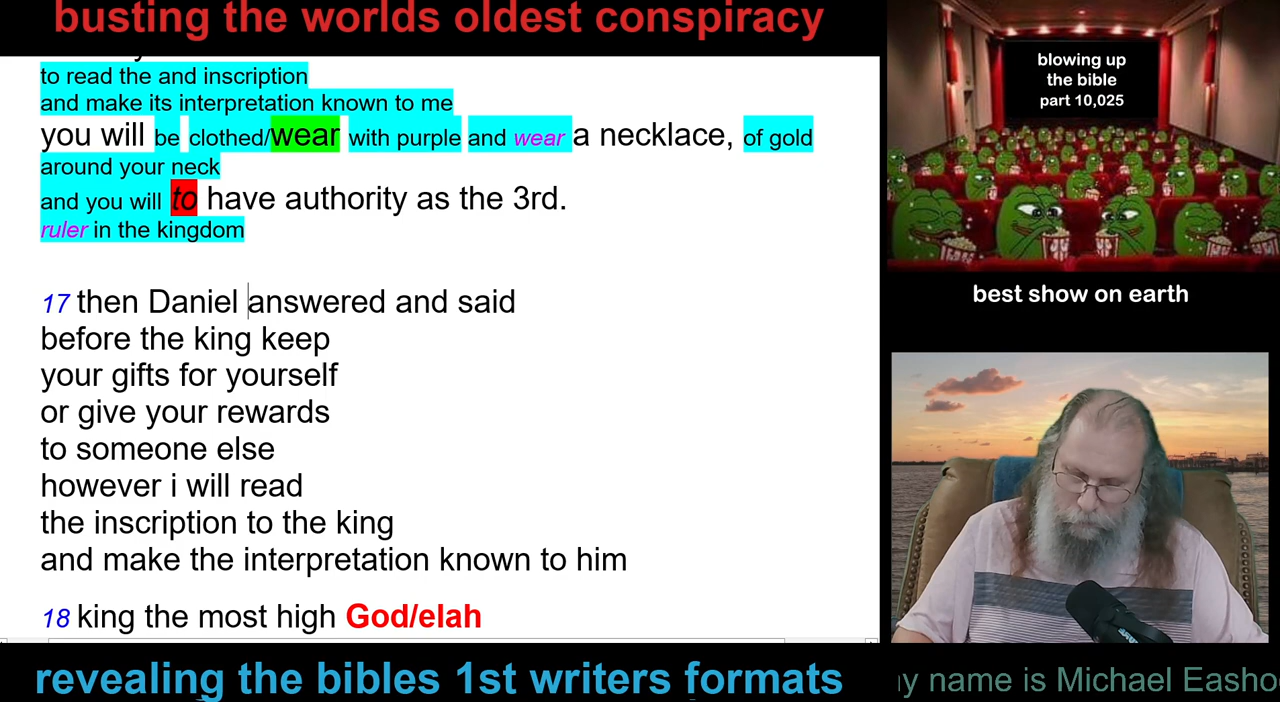 busting the worlds oldest conspiracy
to read the and inscription
and make its interpretation known to me
you will be clothed/wear with purple and wear a necklace, of gold
around your neck
and you will to have authority as the 3rd.
ruler in the kingdom
17 then Daniel answered and said
before the king keep
your gifts for yourself
or give your rewards
to someone else
however i will read
the inscription to the king
and make the interpretation known to him
18 king the most high God/elah
revealing the bibles 1st writers formats
blowing up
the bible
part 10,025
best show on earth
name is Michael